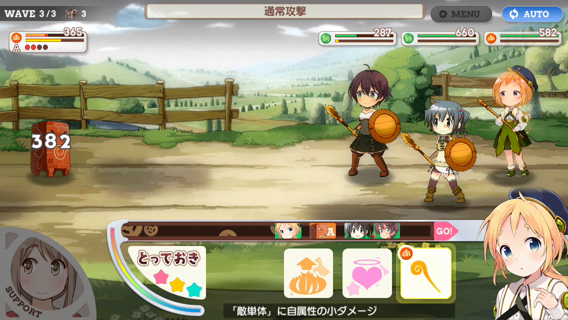 WAVE 3/3 3
通常攻撃
MENU
AUTO
365
A
287
660
582
382
A
GO!
とっておき
SUPPORT
「敵単体」に自属性の小ダメージ